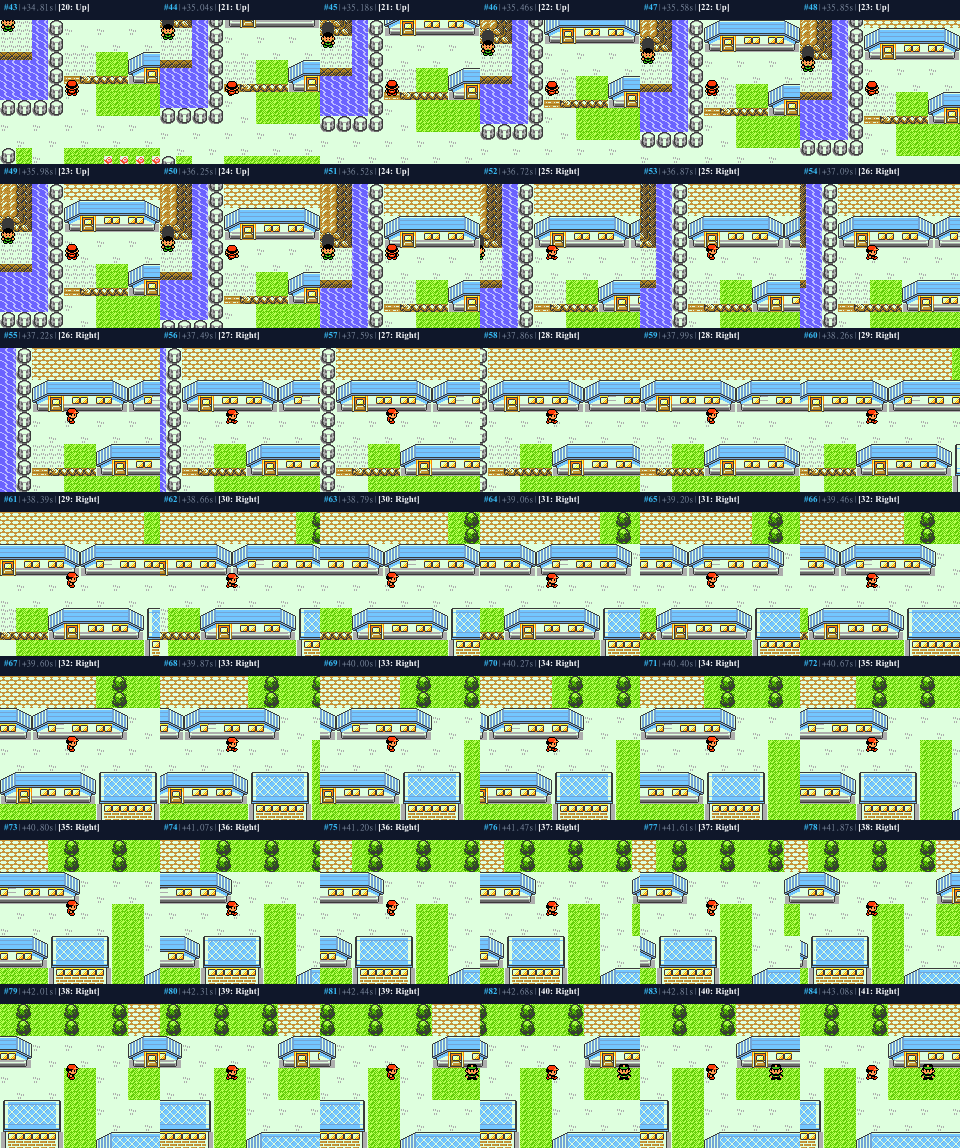 #43|+34.81s|[20: Up] #44|+35.04s|[21: Up] #45|+35.18s|[21: Up] #46|+35.46s|[22: Up] #47|+35.58s|[22: Up] #48|+35.85s|[23: Up]
#49|+35.98s|[23: Up] #50|+36.25s|[24: Up] #51|+36.52s|[24: Up] #52|+36.72s|[25: Right] #53|+36.87s|[25: Right] #54|+37.09s|[26: Right]
#55|+37.22s|[26: Right] #56|+37.49s|[27: Right] #57|+37.59s|[27: Right] #58|+37.86s|[28: Right] #59|+37.99s|[28: Right] #60|+38.26s|[29: Right]
#61|+38.39s|[29: Right] #62|+38.66s|[30: Right] #63|+38.79s|[30: Right] #64|+39.06s|[31: Right] #65|+39.20s|[31: Right] #66|+39.46s|[32: Right]
#67|+39.60s|[32: Right] #68|+39.87s|[33: Right] #69|+40.00s|[33: Right] #70|+40.27s|[34: Right] #71|+40.40s|[34: Right] #72|+40.67s|[35: Right]
#73|+40.80s|[35: Right] #74|+41.07s|[36: Right] #75|+41.20s|[36: Right] #76|+41.47s|[37: Right] #77|+41.61s|[37: Right] #78|+41.87s|[38: Right]
#79|+42.01s|[38: Right] #80|+42.31s|[39: Right] #81|+42.44s|[39: Right] #82|+42.68s|[40: Right] #83|+42.81s|[40: Right] #84|+43.08s|[41: Right]